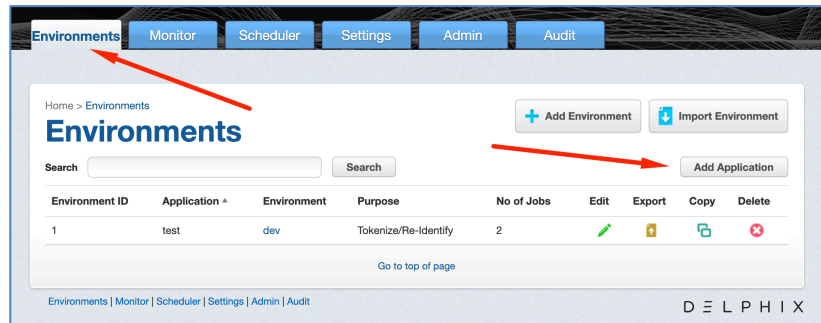 Environments Monitor Scheduler Settings Admin Audit
Home > Environments
Environments
Add Environment Import Environment
Search Search Add Application
Environment ID Application Environment Purpose No of Jobs Edit Export Copy Delete
1 test dev Tokenize/Re-Identify 2
Go to top of page
Environments | Monitor | Scheduler | Settings | Admin | Audit
DELPHIX